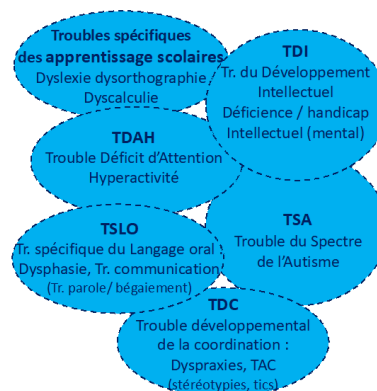 Troubles spécifiques
des apprentissage scolaires
Dyslexie dysorthographie
Dyscalculie
TDI
Tr. du Développement
Intellectuel
Déficience / handicap
Intellectuel (mental)
TDAH
Trouble Déficit d'Attention
Hyperactivité
TSLO
Tr. spécifique du Langage oral :
Dysphasie, Tr. communication
(Tr. parole/ bégaiement)
TSA
Trouble du Spectre
de l'Autisme
TDC
Trouble développemental
de la coordination :
Dyspraxies, TAC
(stéréotypies, tics)